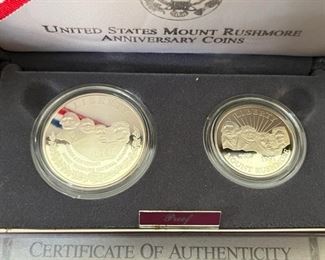 UNITED STATES MOUNT RUSHMORE
ANNIVERSARY COINS
Proof
CERTIFICATE OF AUTHENTICITY